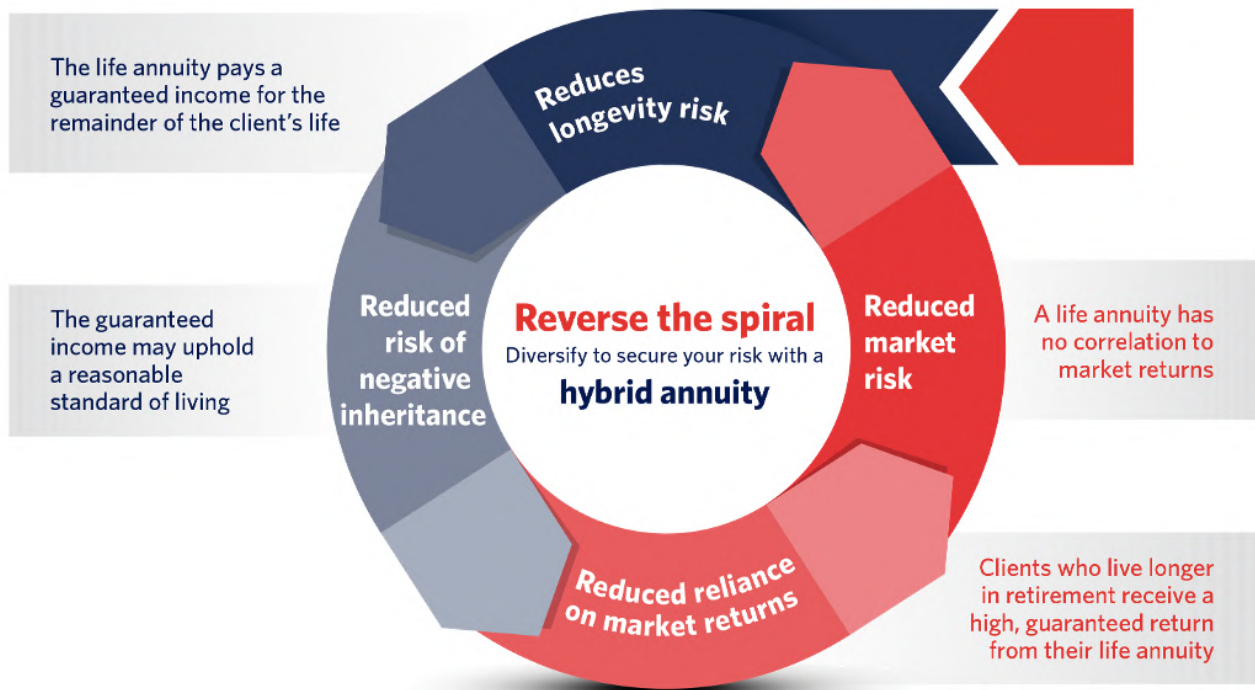 The life annuity pays a
guaranteed income for the
remainder of the client's life
Reduces
longevity risk
The guaranteed
income may uphold
a reasonable
standard of living
Reduced
risk of
negative
inheritance
Reverse the spiral
Diversify to secure your risk with a
hybrid annuity
Reduced
market
risk
A life annuity has
no correlation to
market returns
Reduced reliance
on market returns
Clients who live longer
in retirement receive a
high, guaranteed return
from their life annuity